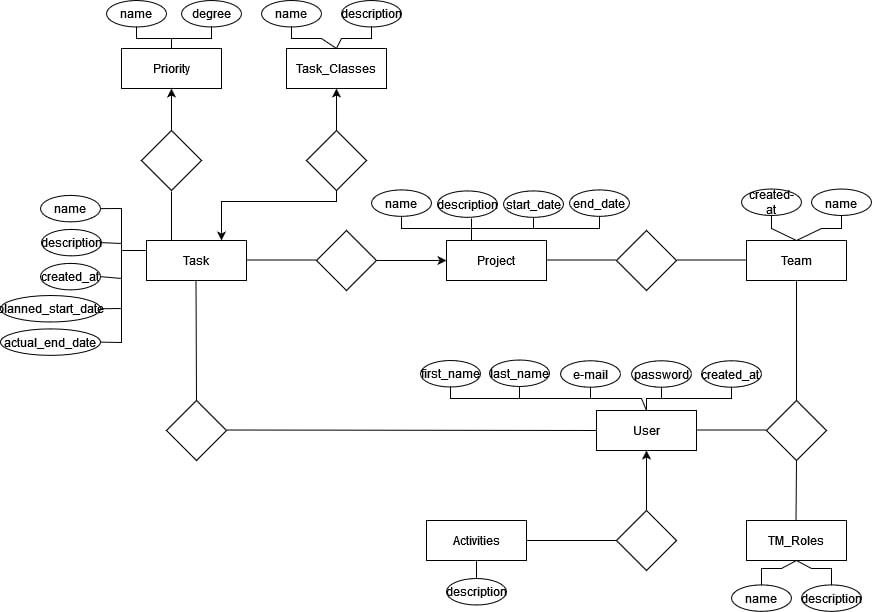 name
degree
name
description
Priority
Task_Classes
name
description
created_at
planned_start_date
actual_end_date
Task
name
description
start_date
end_date
Project
created-
at
name
Team
first_name
last_name
e-mail
password
created_at
User
Activities
description
TM_Roles
name
description